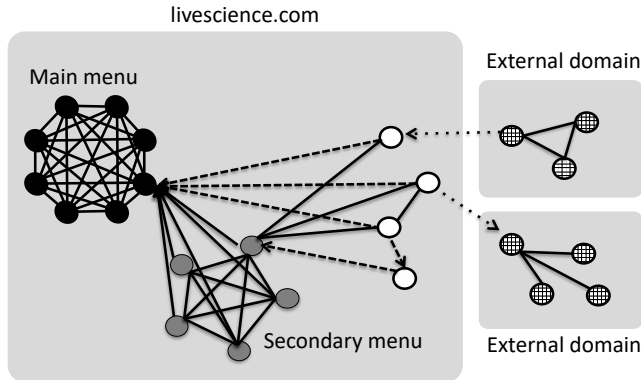 livescience.com
Main menu
External domain
Secondary menu
External domain